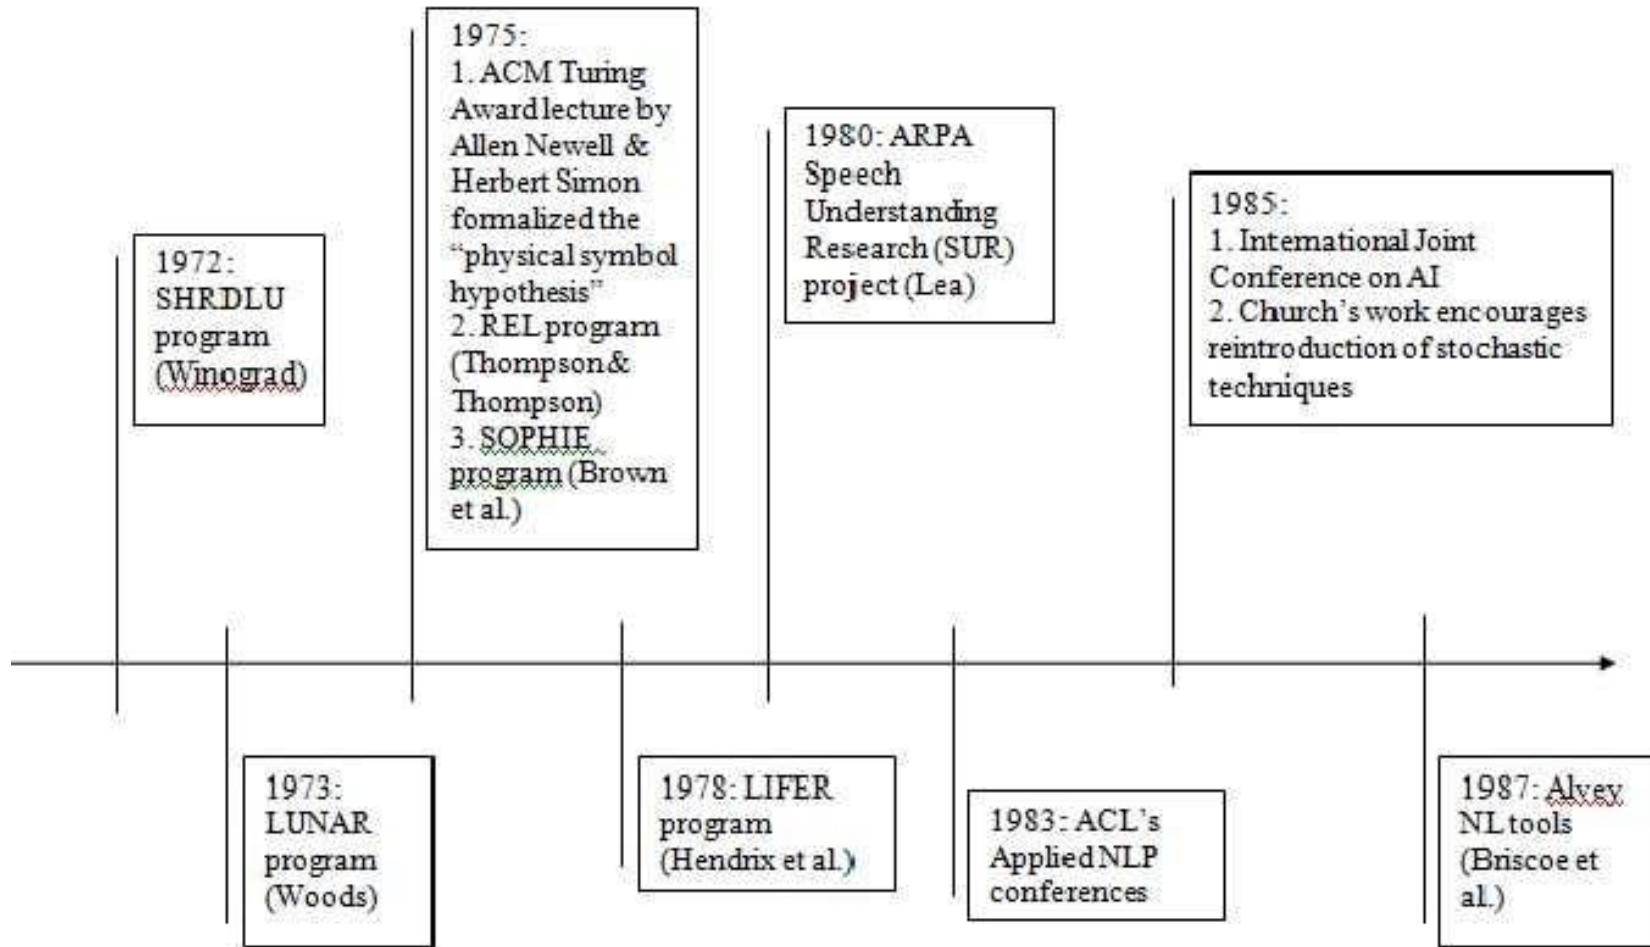 1972:
SHRDLU
program
(Winograd)
1973:
LUNAR
program
(Woods)
1975:
1. ACM Turing
Award lecture by
Allen Newell &
Herbert Simon
formalized the
“physical symbol
hypothesis”
2. REL program
(Thompson &
Thompson)
3. SOPHIE
program (Brown
et al.)
1978: LIFER
program
(Hendrix et al.)
1980: ARPA
Speech
Understanding
Research (SUR)
project (Lea)
1983: ACL’s
Applied NLP
conferences
1985:
1. International Joint
Conference on AI
2. Church’s work encourages
reintroduction of stochastic
techniques
1987: Alvey
NL tools
(Briscoe et
al.)